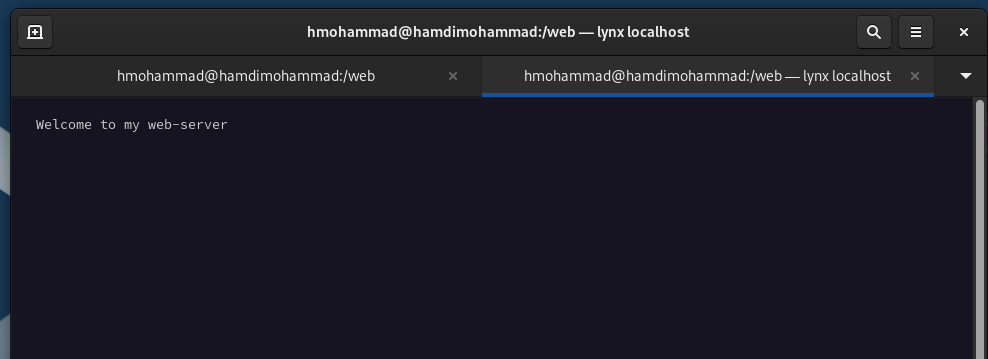 hmohammad@hamdimohammad:/web — lynx localhost
hmohammad@hamdimohammad:/web
hmohammad@hamdimohammad:/web — lynx localhost
Welcome to my web-server